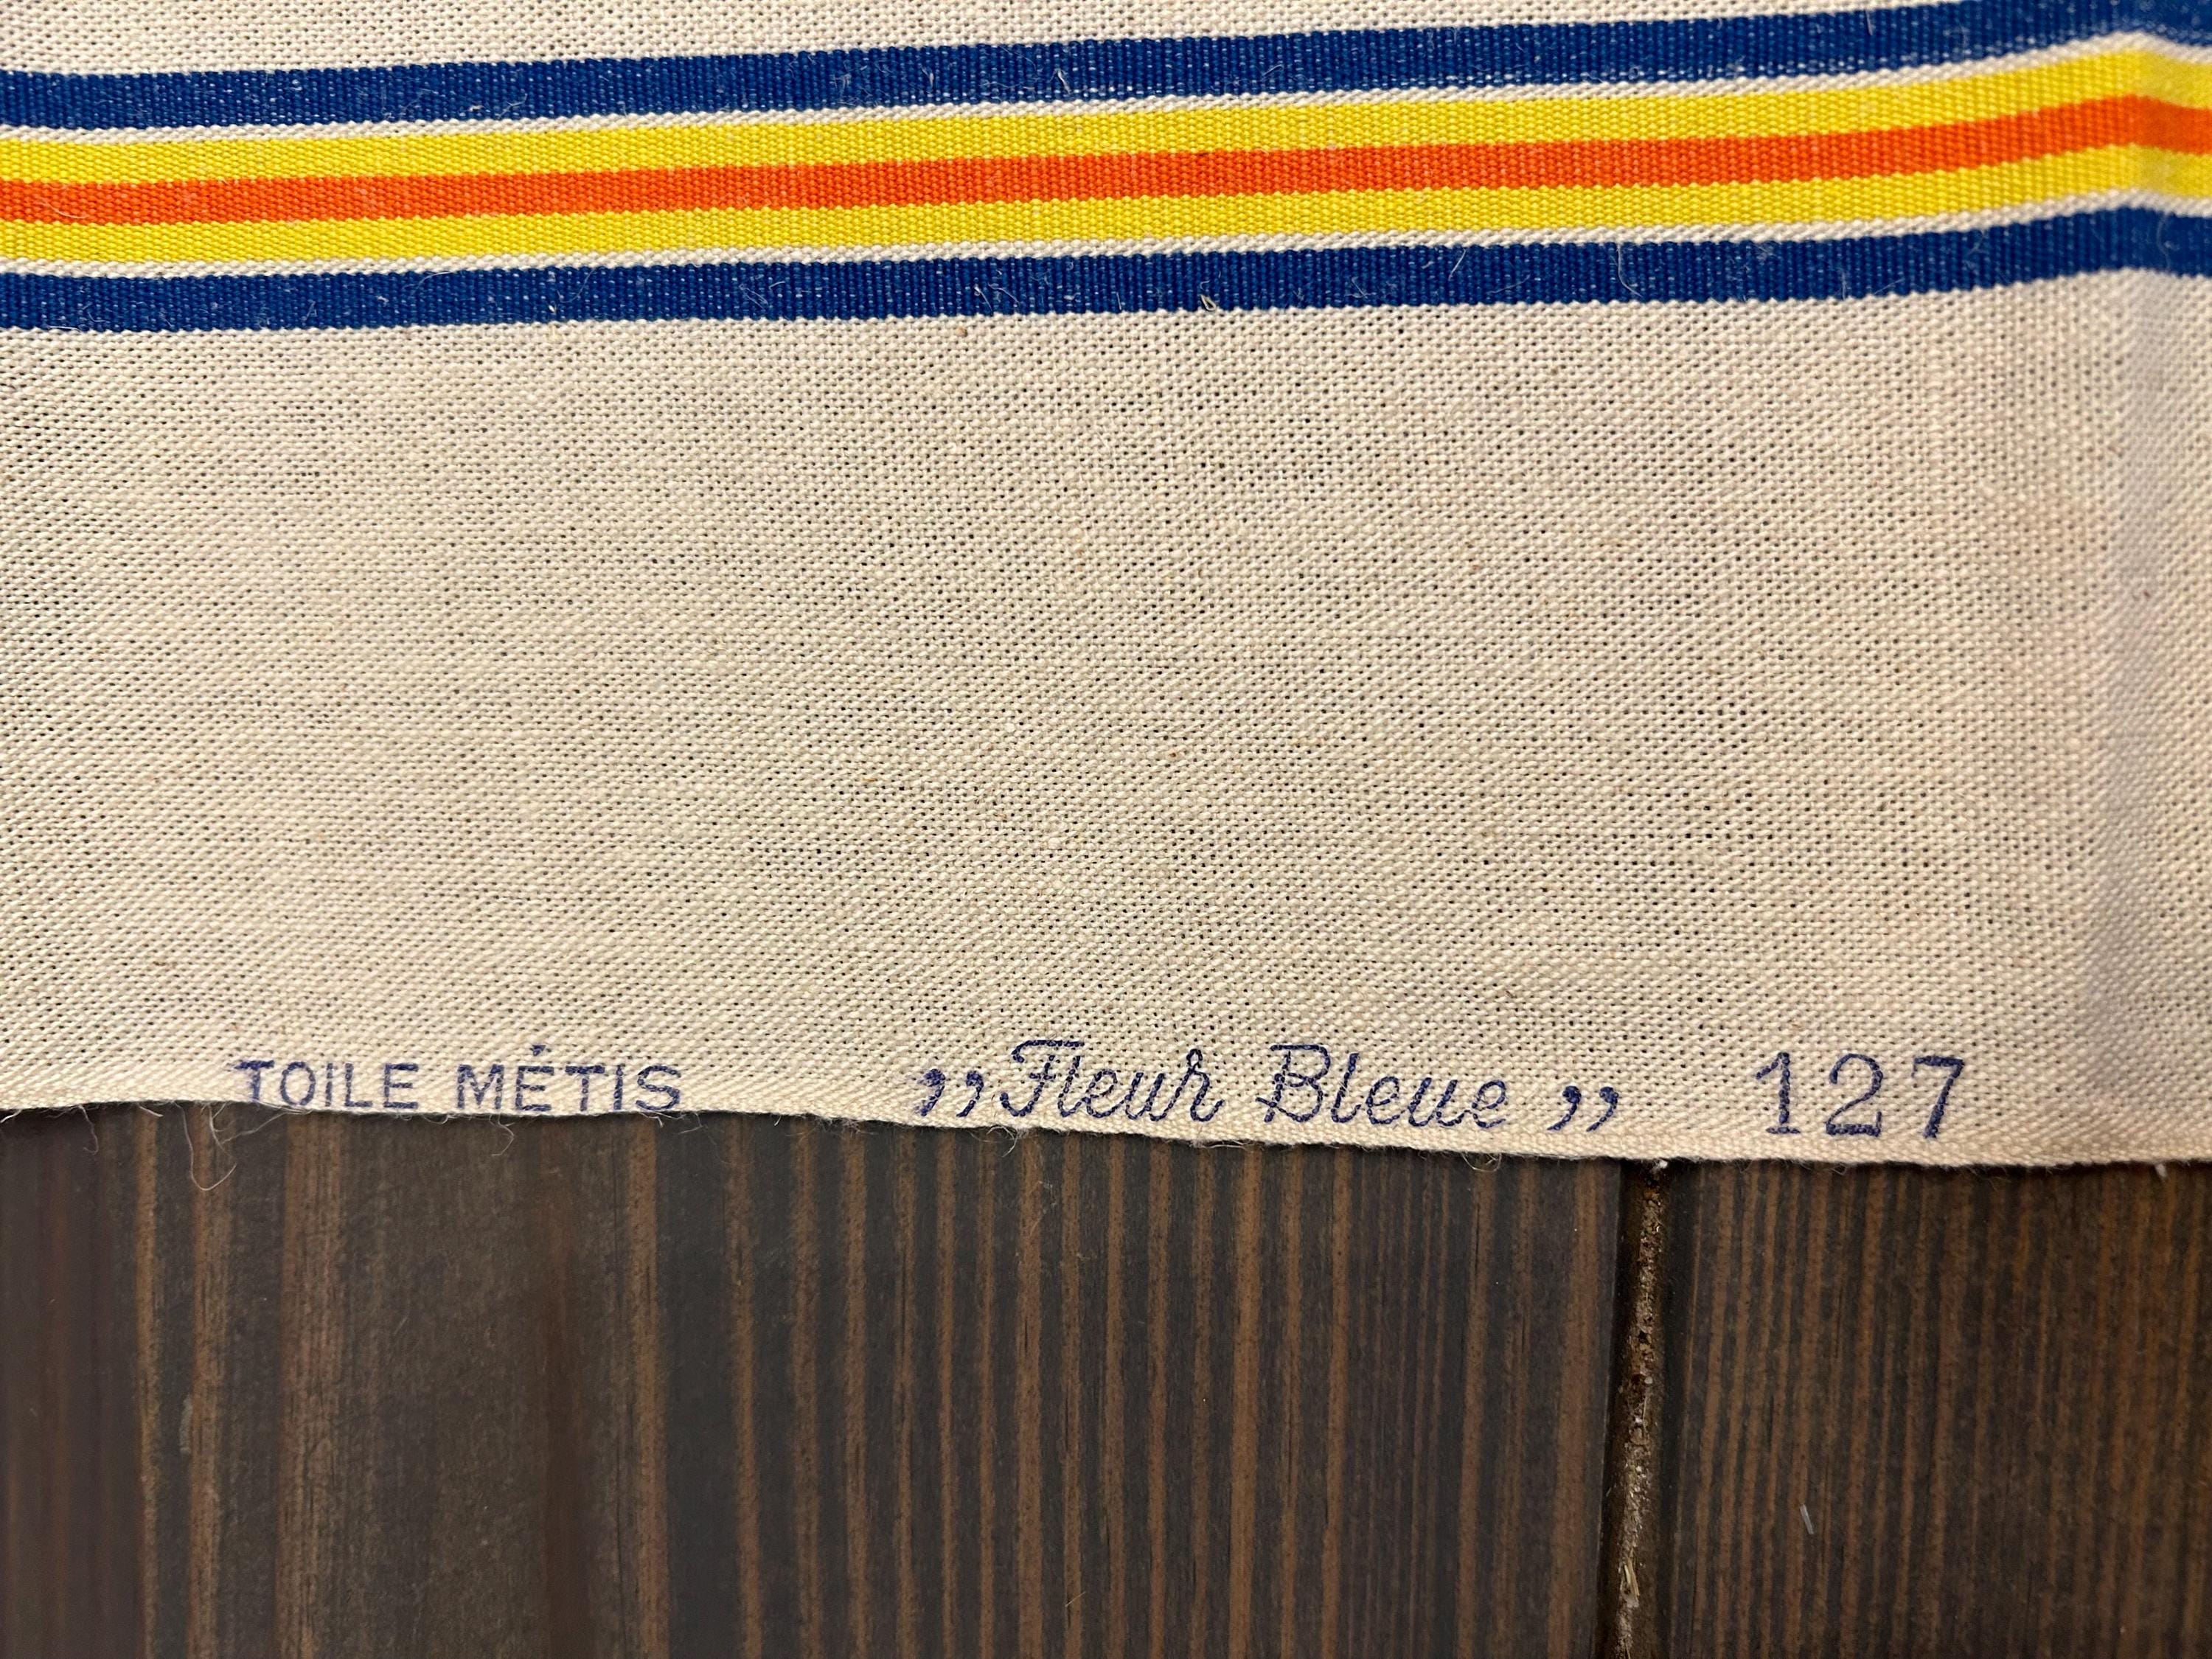 TOILE MÉTIS ,,Fleur Bleue ,, 127